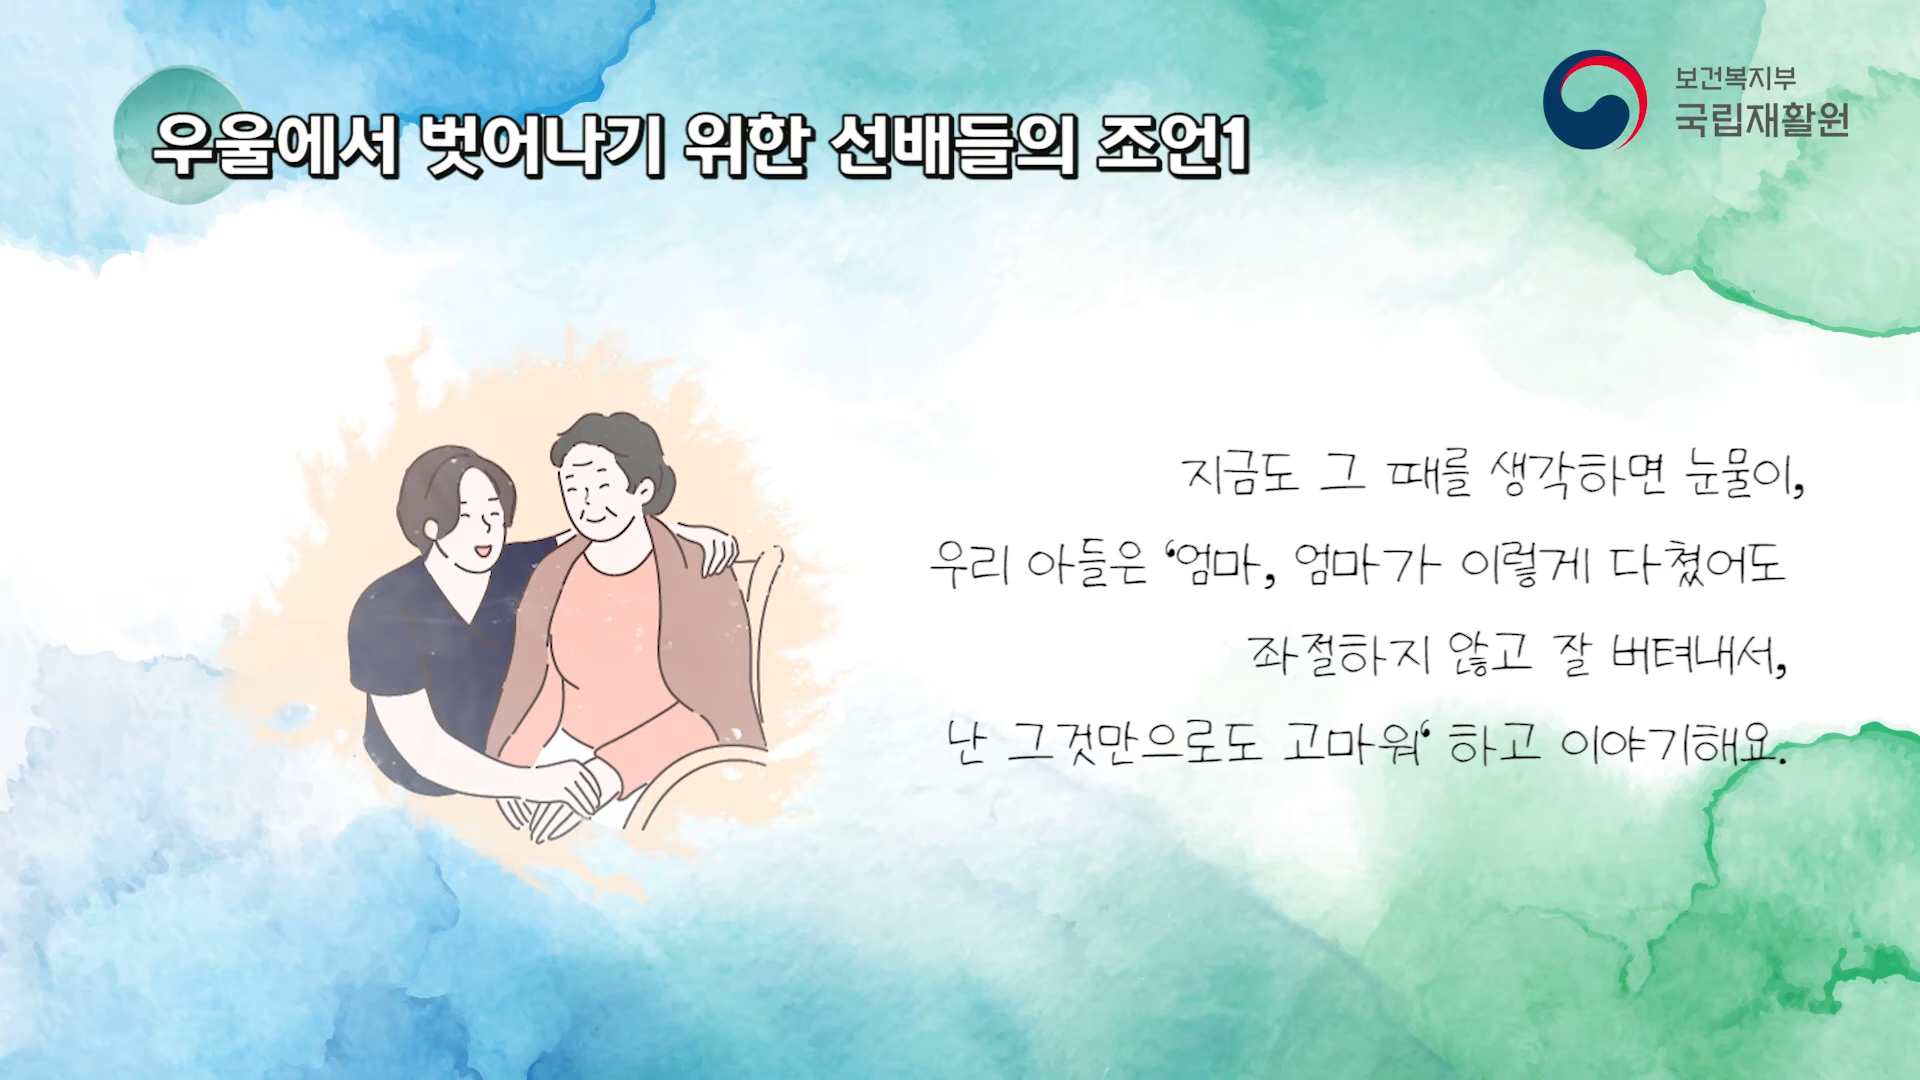 우울에서 벗어나기 위한 선배들의 조언1
보건복지부
국립재활원
지금도 그 때를 생각하면 눈물이,
우리 아들은 ‘엄마, 엄마가 이렇게 다쳤어도
좌절하지 않고 잘 버텨내서,
난 그것만으로도 고마워‘ 하고 이야기해요.